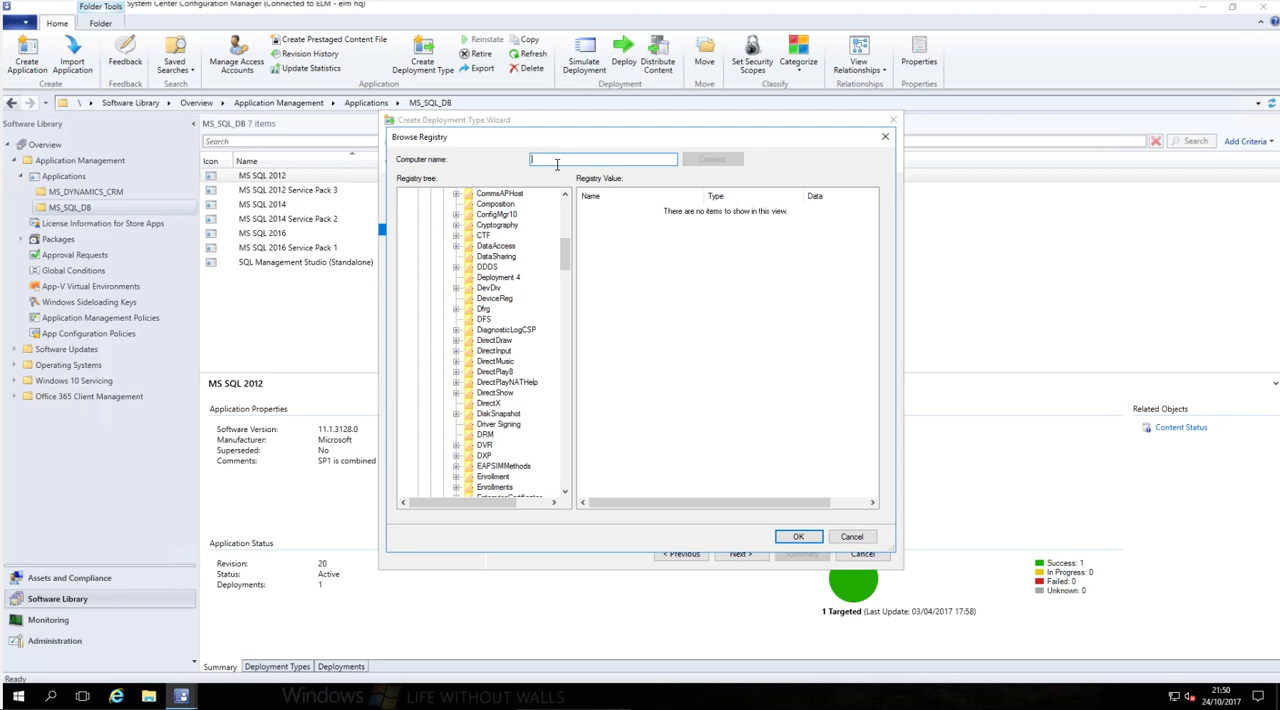 Folder Tools
System Center Configuration Manager (Connected to ELM - elm hq)
Home
Folder
Create Application
Import Application
Create
Feedback
Feedback
Saved Searches
Search
Manage Access Accounts
Create Prestaged Content File
Revision History
Update Statistics
Create Deployment Type
Reinstate
Retire
Export
Copy
Refresh
Delete
Application
Simulate Deployment
Deploy
Distribute Content
Deployment
Move
Move
Set Security Scopes
Categorize
Classify
View Relationships
Relationships
Properties
Properties
\ Software Library Overview Application Management Applications MS_SQL_DB
Software Library
Overview
Application Management
Applications
MS_DYNAMICS_CRM
MS_SQL_DB
License Information for Store Apps
Packages
Approval Requests
Global Conditions
App-V Virtual Environments
Windows Sideloading Keys
Application Management Policies
App Configuration Policies
Software Updates
Operating Systems
Windows 10 Servicing
Office 365 Client Management
Assets and Compliance
Software Library
Monitoring
Administration
Ready
MS_SQL_DB 7 items
Search
Search
Add Criteria
Icon Name
MS SQL 2012
MS SQL 2012 Service Pack 3
MS SQL 2014
MS SQL 2014 Service Pack 2
MS SQL 2016
MS SQL 2016 Service Pack 1
SQL Management Studio (Standalone)
Create Deployment Type Wizard
Browse Registry
Computer name:
Connect
Registry tree:
Registry Value:
CommsAPHost
Composition
ConfigMgr10
Cryptography
CTF
DataAccess
DataSharing
DDDS
Deployment 4
DevDiv
DeviceReg
Dfrg
DFS
DiagnosticLogCSP
DirectDraw
DirectInput
DirectMusic
DirectPlay8
DirectPlayNATHelp
DirectShow
DirectX
DiskSnapshot
Driver Signing
DRM
DVR
DXP
EAPSIMMethods
Enrollment
Enrollments
Name Type Data
There are no items to show in this view.
OK
Cancel
< Previous
Next >
Summary
Cancel
MS SQL 2012
Application Properties
Software Version: 11.1.3128.0
Manufacturer: Microsoft
Superseded: No
Comments: SP1 is combined
Application Status
Revision: 20
Status: Active
Deployments: 1
Success: 1
In Progress: 0
Failed: 0
Unknown: 0
1 Targeted (Last Update: 03/04/2017 17:58)
Related Objects
Content Status
Summary
Deployment Types
Deployments
Windows LIFE WITHOUT WALLS
21:50
24/10/2017